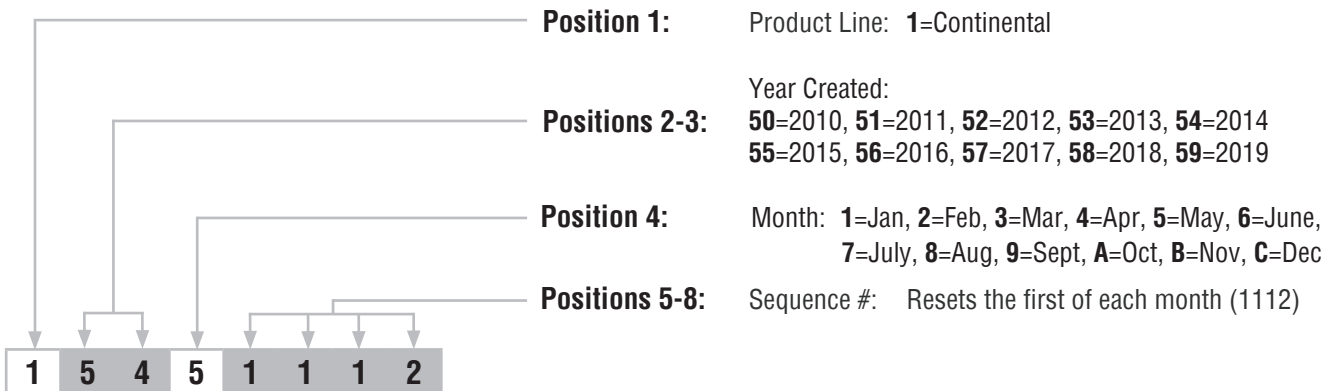 Position 1: Product Line: 1=Continental
Year Created:
Positions 2-3: 50=2010, 51=2011, 52=2012, 53=2013, 54=2014
55=2015, 56=2016, 57=2017, 58=2018, 59=2019
Position 4: Month: 1=Jan, 2=Feb, 3=Mar, 4=Apr, 5=May, 6=June,
7=July, 8=Aug, 9=Sept, A=Oct, B=Nov, C=Dec
Positions 5-8: Sequence #: Resets the first of each month (1112)
1 5 4 5 1 1 1 2